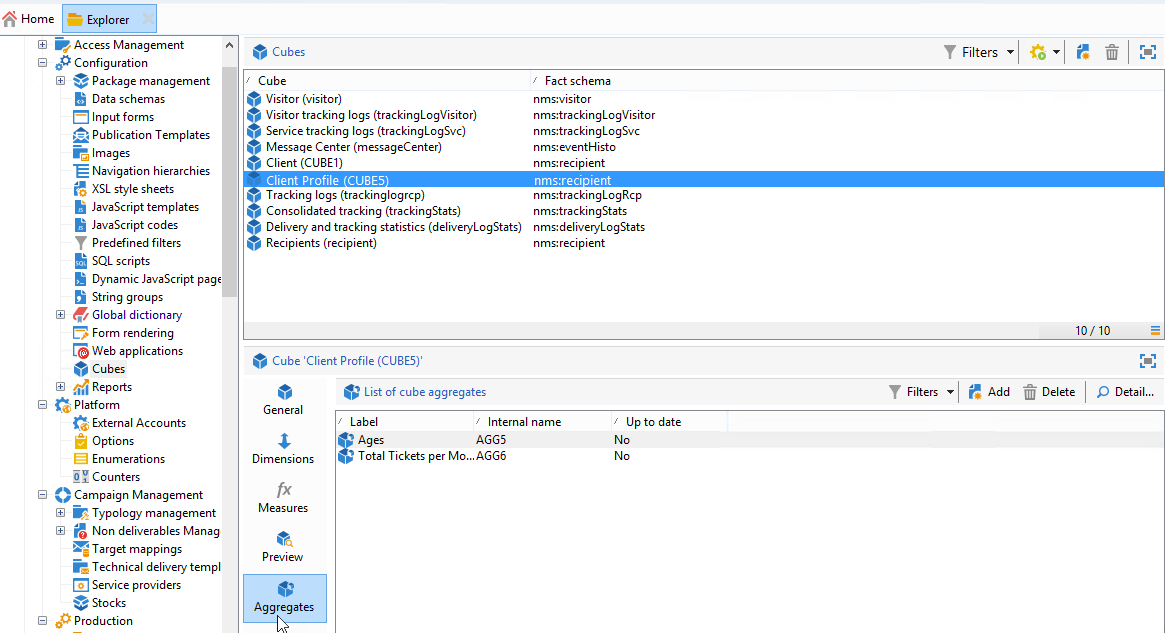 Home
Explorer
Access Management
Configuration
Package management
Data schemas
Input forms
Publication Templates
Images
Navigation hierarchies
XSL style sheets
JavaScript templates
JavaScript codes
Predefined filters
SQL scripts
Dynamic JavaScript page
String groups
Global dictionary
Form rendering
Web applications
Cubes
Reports
Platform
External Accounts
Options
Enumerations
Counters
Campaign Management
Typology management
Non deliverables Manag
Target mappings
Technical delivery templ
Service providers
Stocks
Production
Cubes
Filters
Cube Fact schema
Visitor (visitor) nms:visitor
Visitor tracking logs (trackingLogVisitor) nms:trackingLogVisitor
Service tracking logs (trackingLogSvc) nms:trackingLogSvc
Message Center (messageCenter) nms:eventHisto
Client (CUBE1) nms:recipient
Client Profile (CUBE5) nms:recipient
Tracking logs (trackinglogrcp) nms:trackingLogRcp
Consolidated tracking (trackingStats) nms:trackingStats
Delivery and tracking statistics (deliveryLogStats) nms:deliveryLogStats
Recipients (recipient) nms:recipient
10 / 10
Cube 'Client Profile (CUBE5)'
General
Dimensions
fx
Measures
Preview
Aggregates
List of cube aggregates
Filters Add Delete Detail...
Label Internal name Up to date
Ages AGG5 No
Total Tickets per Mo... AGG6 No